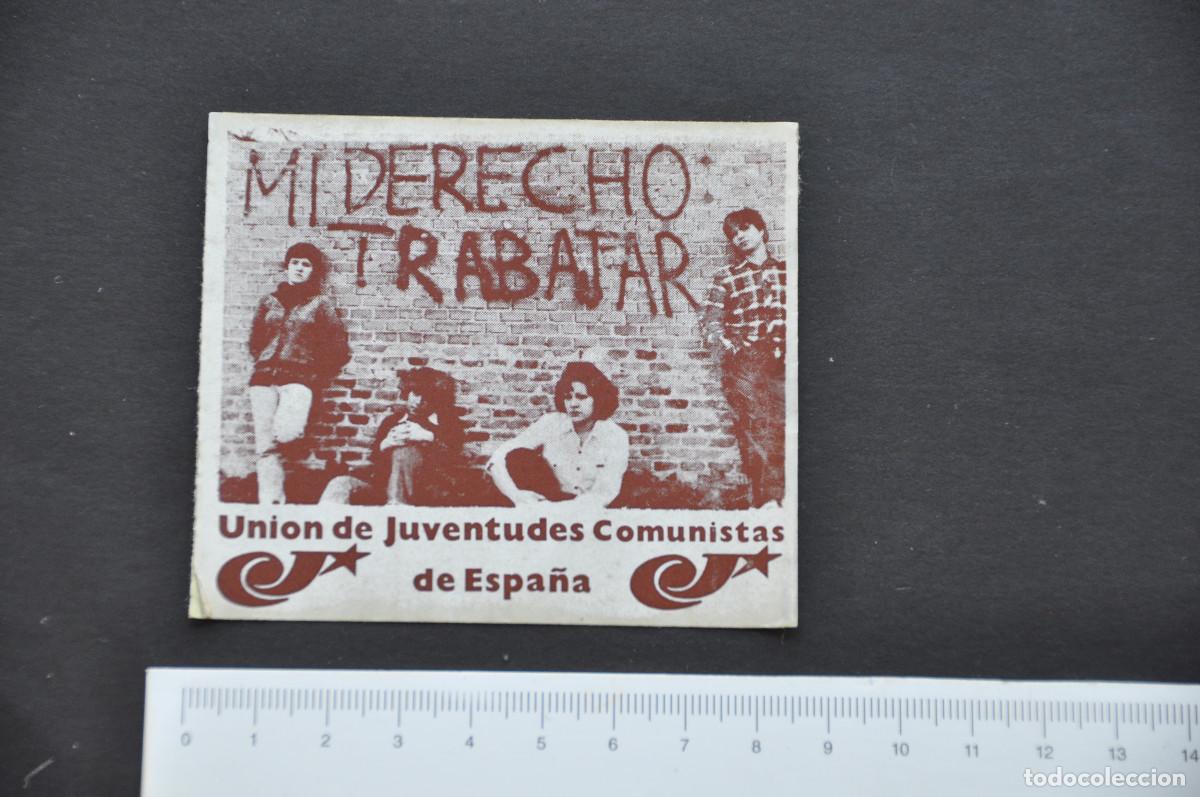 MI DERECHO:
TRABAJAR
Union de Juventudes Comunistas
de España
0 1 2 3 4 5 6 7 8 9 10 11 12 13 14
todocoleccion